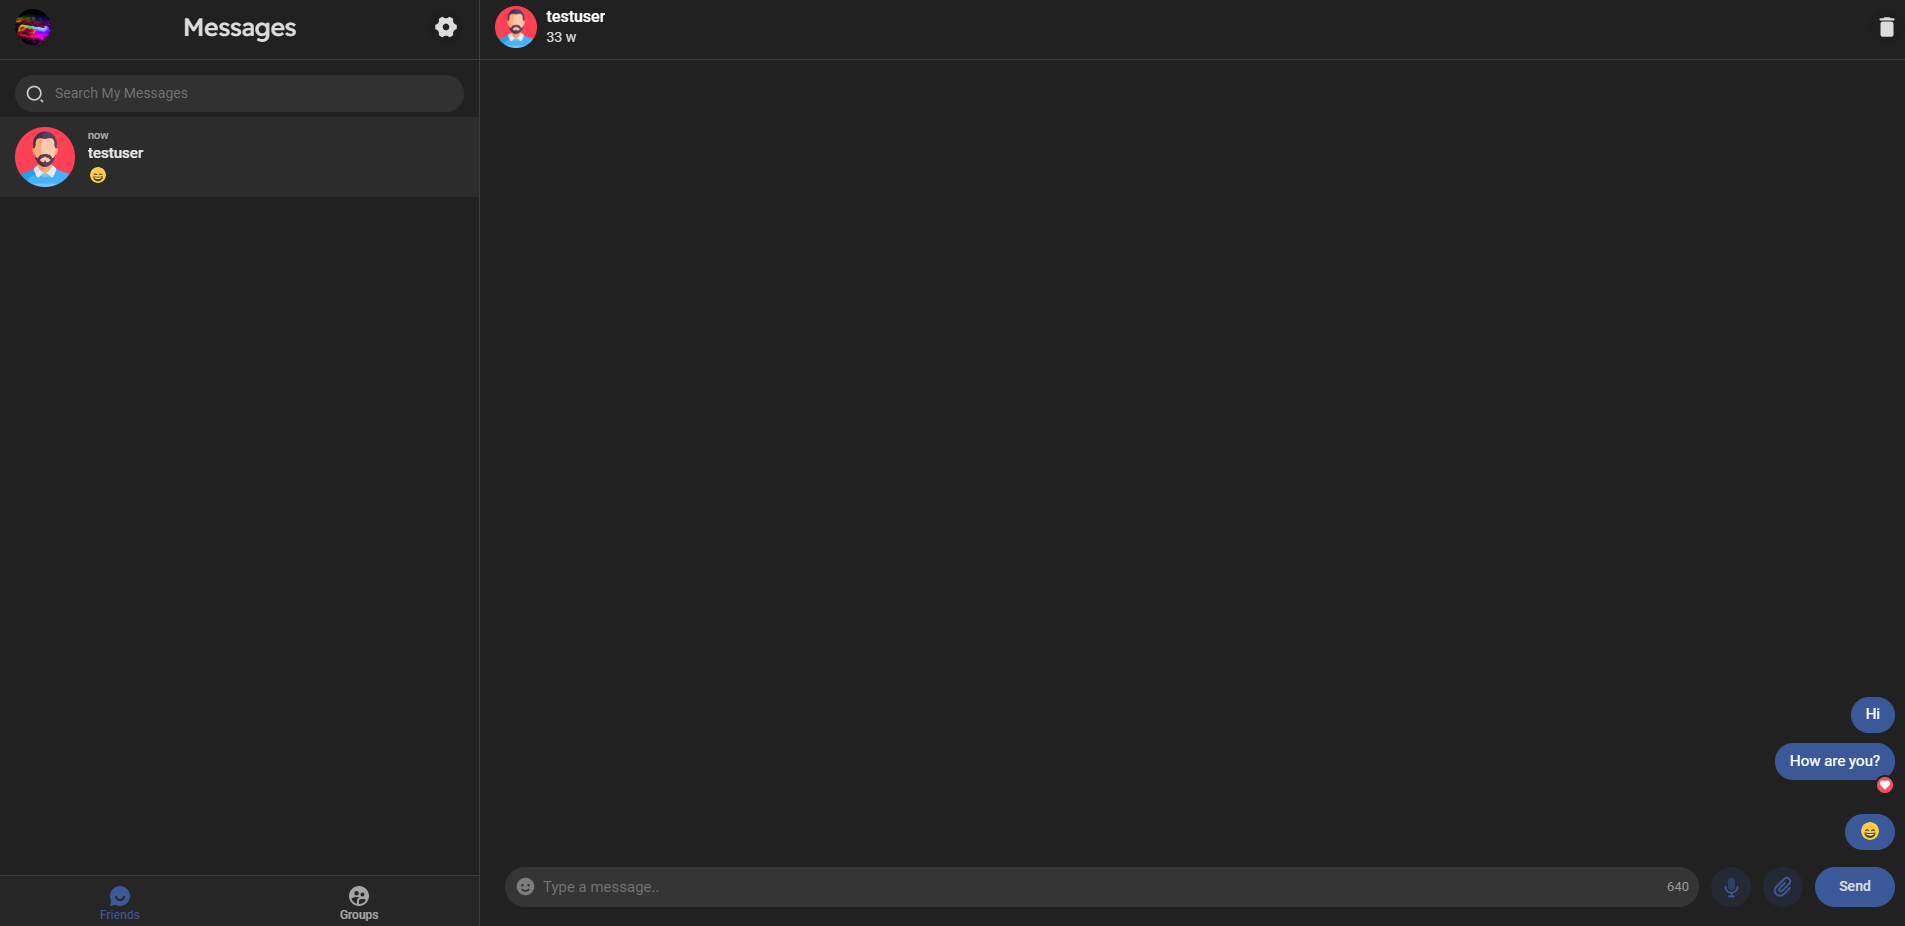 Messages
Search My Messages
now
testuser
😄
Friends
Groups
testuser
33 w
Hi
How are you?
😄
Type a message..
640
Send